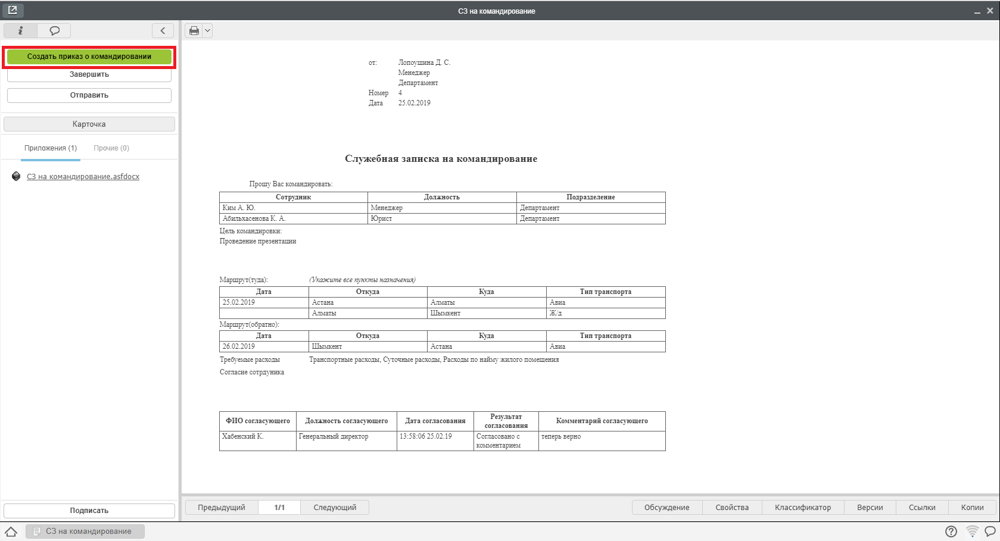 СЗ на командирование
Создать приказ о командировании
Завершить
Отправить
Карточка
Приложения (1) Прочие (0)
СЗ на командирование.asfdocx
Подписать
от: Лопоушина Д. С.
Менеджер
Департамент
Номер 4
Дата 25.02.2019
Служебная записка на командирование
Прошу Вас командировать:
Сотрудник Должность Подразделение
Ким А. Ю. Менеджер Департамент
Абильхасенова К. А. Юрист Департамент
Цель командировки:
Проведение презентации
Маршрут(туда): (Укажите все пункты назначения)
Дата Откуда Куда Тип транспорта
25.02.2019 Астана Алматы Авиа
Алматы Шымкент Ж/д
Маршрут(обратно):
Дата Откуда Куда Тип транспорта
26.02.2019 Шымкент Астана Авиа
Требуемые расходы Транспортные расходы, Суточные расходы, Расходы по найму жилого помещения
Согласие сотрдуника
ФИО согласующего Должность согласующего Дата согласования Результат согласования Комментарий согласующего
Хабенский К. Генеральный директор 13:58:06 25.02.19 Согласовано с комментарием теперь верно
Предыдущий 1/1 Следующий Обсуждение Свойства Классификатор Версии Ссылки Копии
СЗ на командирование